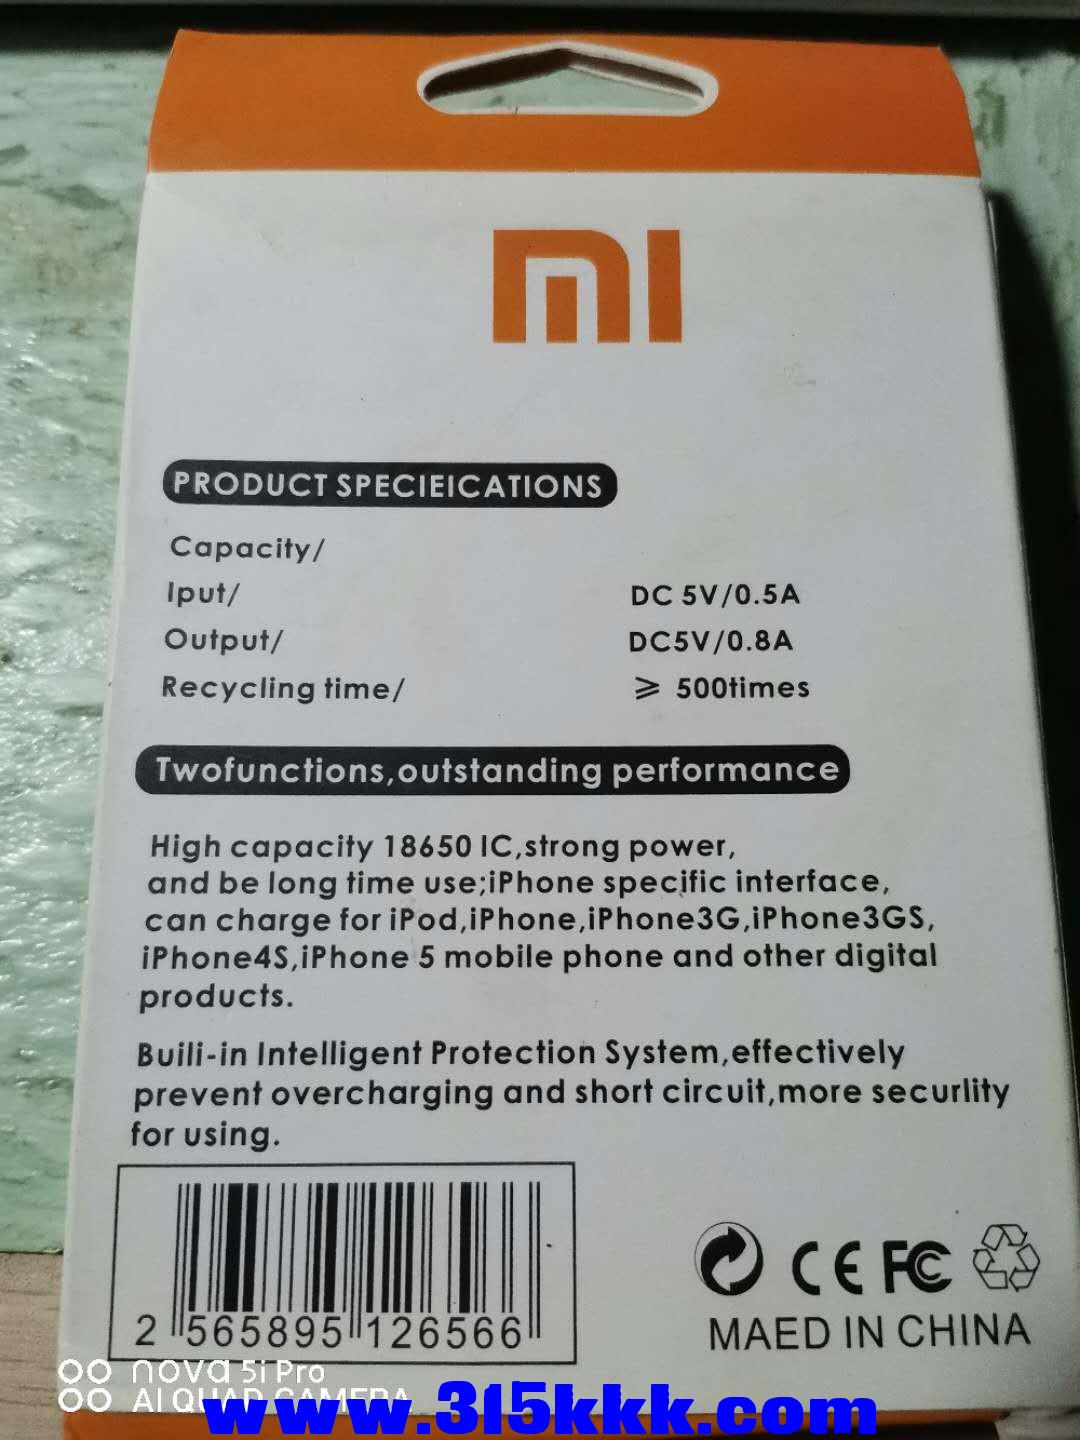 mi
PRODUCT SPECIEICATIONS
Capacity/
Iput/ DC 5V/0.5A
Output/ DC5V/0.8A
Recycling time/ ⩾ 500times
Twofunctions,outstanding performance
High capacity 18650 IC,strong power,
and be long time use;iPhone specific interface,
can charge for iPod,iPhone,iPhone3G,iPhone3GS,
iPhone4S,iPhone 5 mobile phone and other digital
products.
Buili-in Intelligent Protection System,effectively
prevent overcharging and short circuit,more securlity
for using.
2 565895 126566
CE FC
MAED IN CHINA
nova 5i Pro
AI QUAD CAMERA
www.315kkk.com